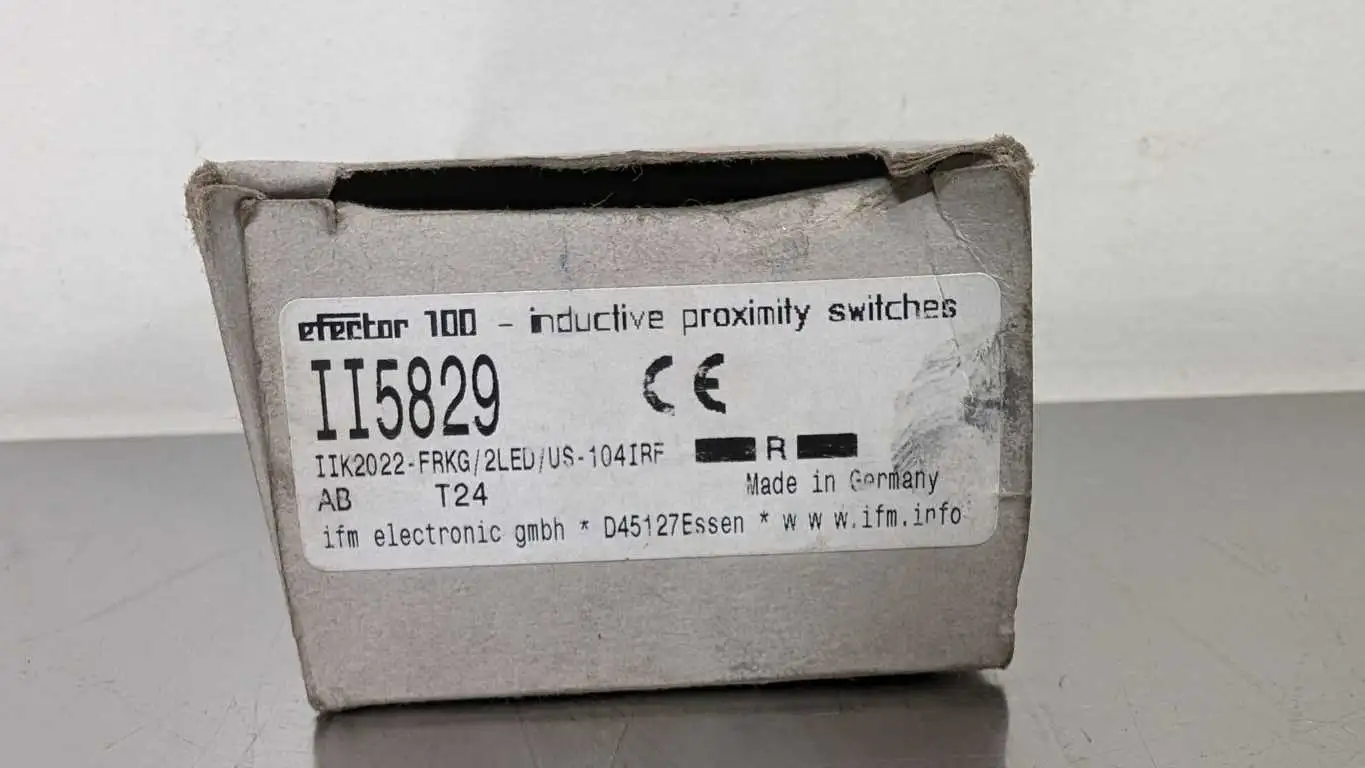 efector 100 - inductive proximity switches
II5829 CE
IIK2022-FRKG/2LED/US-104IRF R
AB T24 Made in Germany
ifm electronic gmbh * D45127Essen * w w w.ifm.info